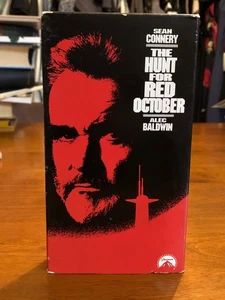 SEAN CONNERY
THE
HUNT
FOR
RED
OCTOBER
ALEC
BALDWIN